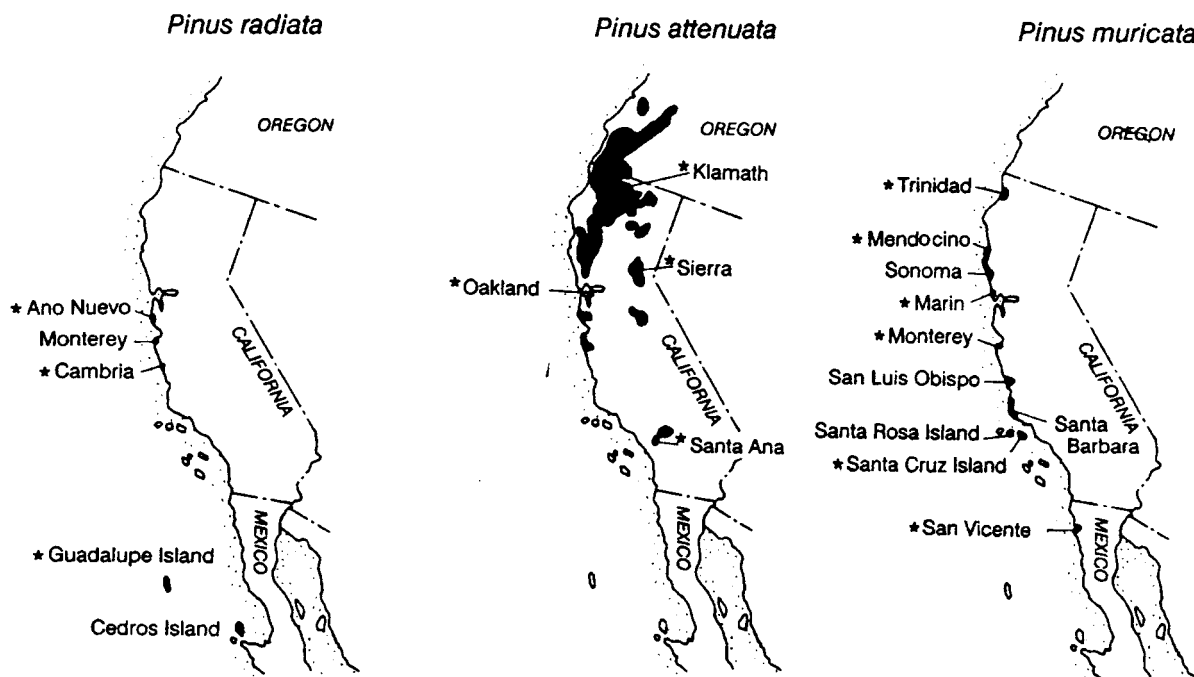 Pinus radiata
OREGON
* Ano Nuevo
Monterey
* Cambria
CALIFORNIA
MEXICO
* Guadalupe Island
Cedros Island
Pinus attenuata
OREGON
* Klamath
* Sierra
* Oakland
CALIFORNIA
* Santa Ana
MEXICO
Pinus muricata
OREGON
* Trinidad
* Mendocino
Sonoma
* Marin
* Monterey
CALIFORNIA
San Luis Obispo
Santa
Barbara
Santa Rosa Island
* Santa Cruz Island
* San Vicente
MEXICO